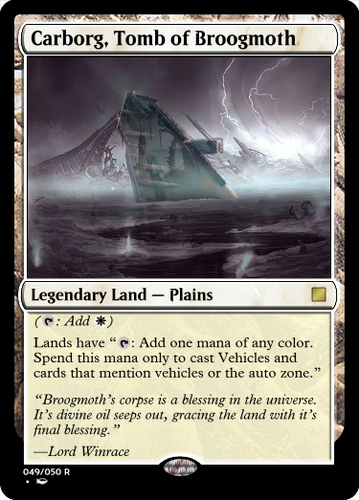 Carborg, Tomb of Broogmoth
Legendary Land — Plains
(: Add )
Lands have “: Add one mana of any color.
Spend this mana only to cast Vehicles and
cards that mention vehicles or the auto zone.”
“Broogmoth’s corpse is a blessing in the universe.
It’s divine oil seeps out, gracing the land with it’s
final blessing.”
—Lord Winrace
049/050 R